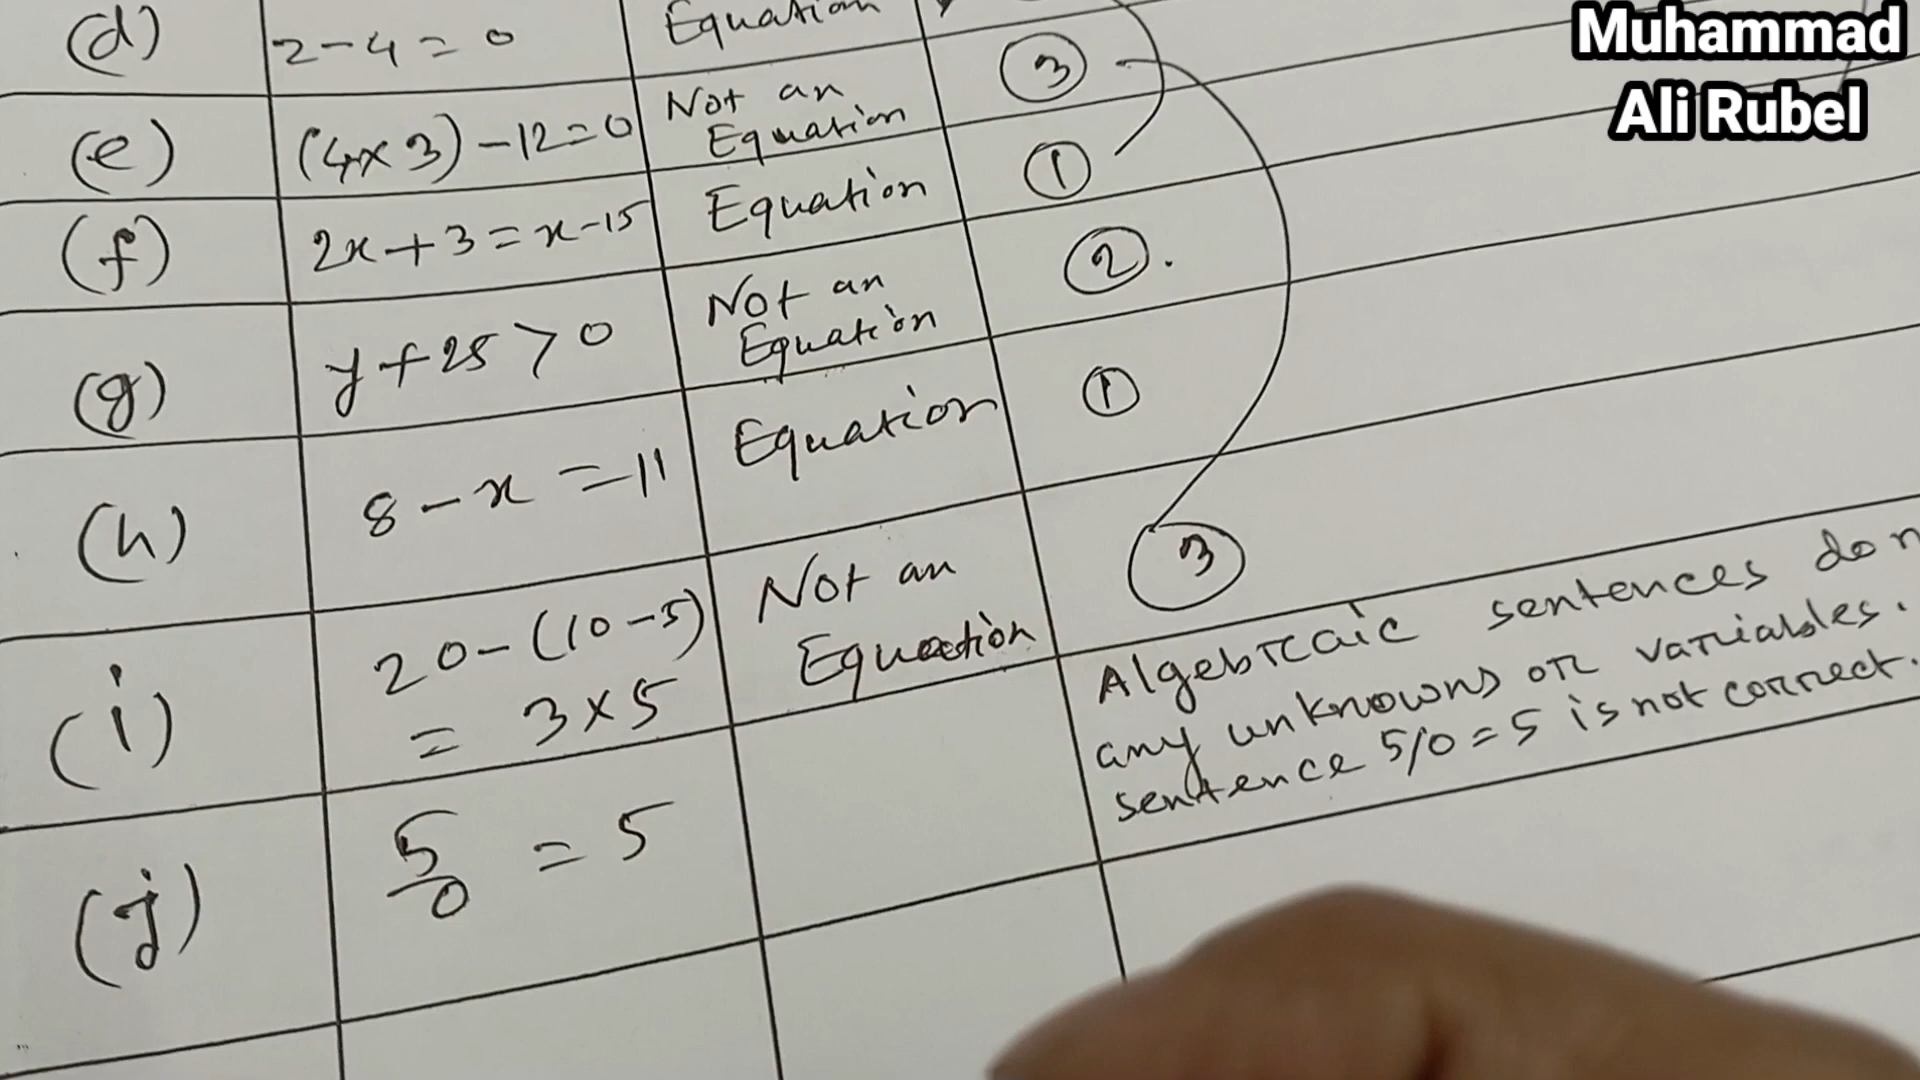 Muhammad
Ali Rubel
(d) 2-4=0 Equation
(e) (4×3)-12=0 Not an
Equation
3
(f) 2x+3=x-15 Equation
1
(g) y+25>0 Not an
Equation
2.
(h) 8-x=11 Equation
1
(i) 20-(10-5)
= 3×5
Not an
Equation
3
(j) 5/0 = 5
Algebraic sentences do
any unknowns or variables.
sentence 5/0=5 is not correct.